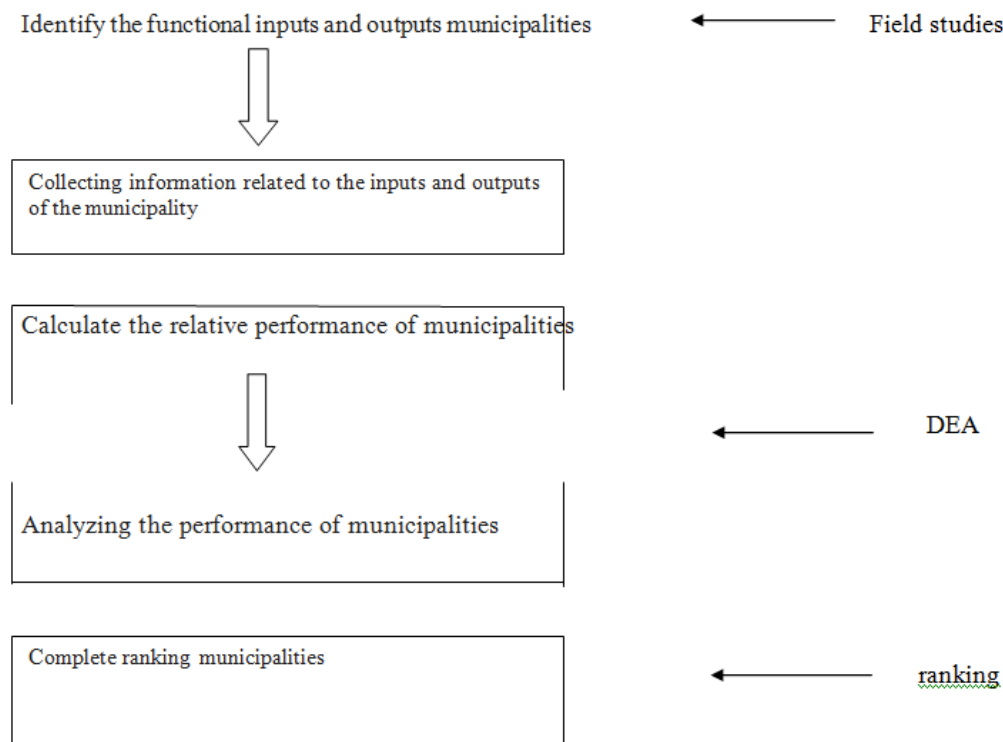 Identify the functional inputs and outputs municipalities
Field studies
Collecting information related to the inputs and outputs
of the municipality
Calculate the relative performance of municipalities
DEA
Analyzing the performance of municipalities
Complete ranking municipalities
ranking